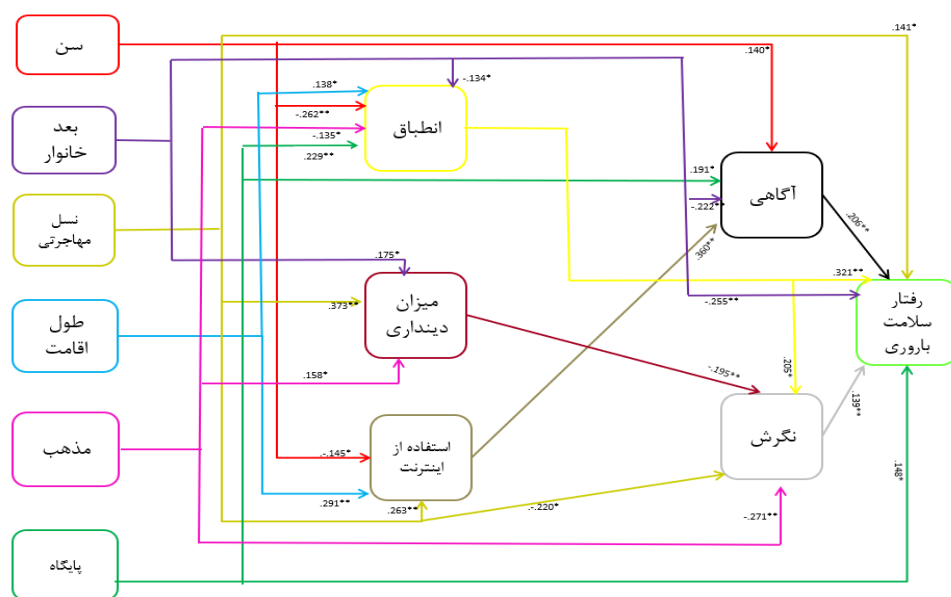 سن
بعد
خانوار
نسل
مهاجرتی
طول
اقامت
مذهب
پایگاه
انطباق
میزان
دینداری
استفاده از
اینترنت
آگاهی
نگرش
رفتار
سلامت
باروری
.141*
.140*
-.134*
.138*
-.262**
-.135*
.229**
.191*
-.222**
.206**
.360**
.321**
-.255**
.175*
.373**
.158*
-.195**
.205*
.139**
-.145*
.291**
.263**
-.220*
-.271**
.148*